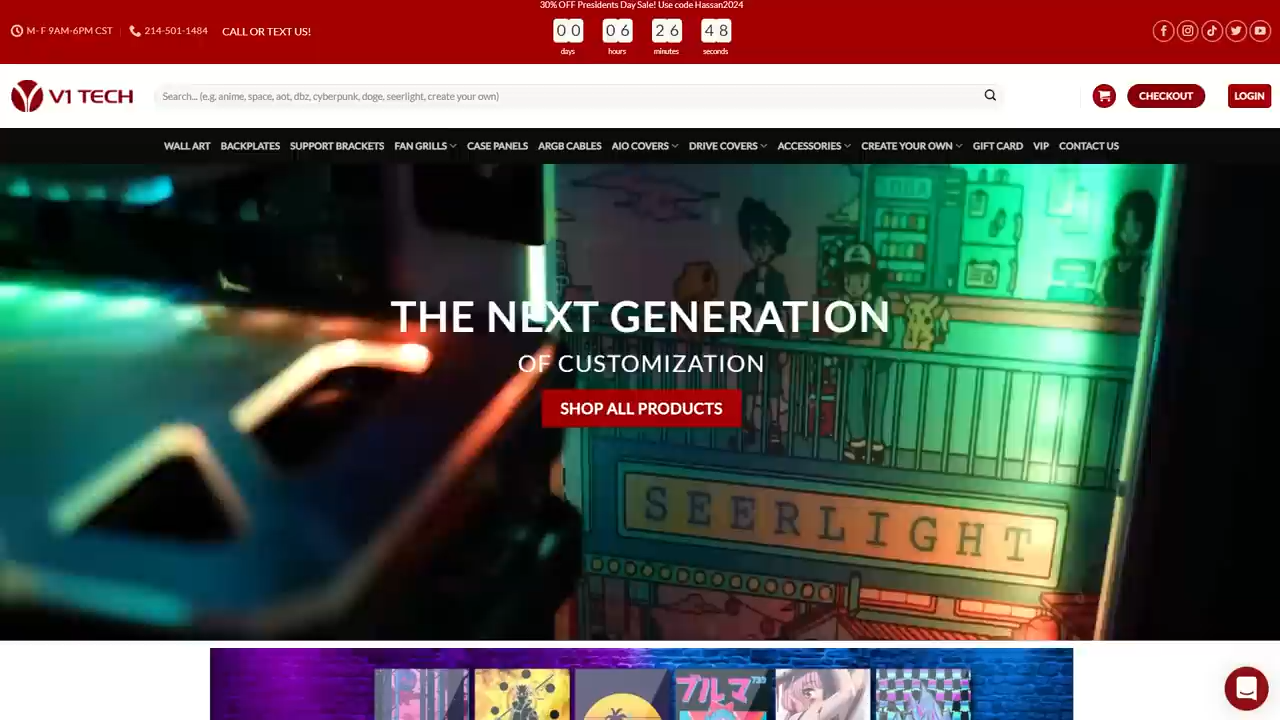 30% OFF Presidents Day Sale! Use code Hassan2024
M- F 9AM-6PM CST
214-501-1484
CALL OR TEXT US!
00 06 26 48
days hours minutes seconds
V1 TECH
Search... (e.g, anime, space, aot, dbz, cyberpunk, doge, seerlight, create your own)
CHECKOUT
LOGIN
WALL ART BACKPLATES SUPPORT BRACKETS FAN GRILLS CASE PANELS ARGB CABLES AIO COVERS DRIVE COVERS ACCESSORIES CREATE YOUR OWN GIFT CARD VIP CONTACT US
THE NEXT GENERATION
OF CUSTOMIZATION
SHOP ALL PRODUCTS
SEERLIGHT
ブルマ